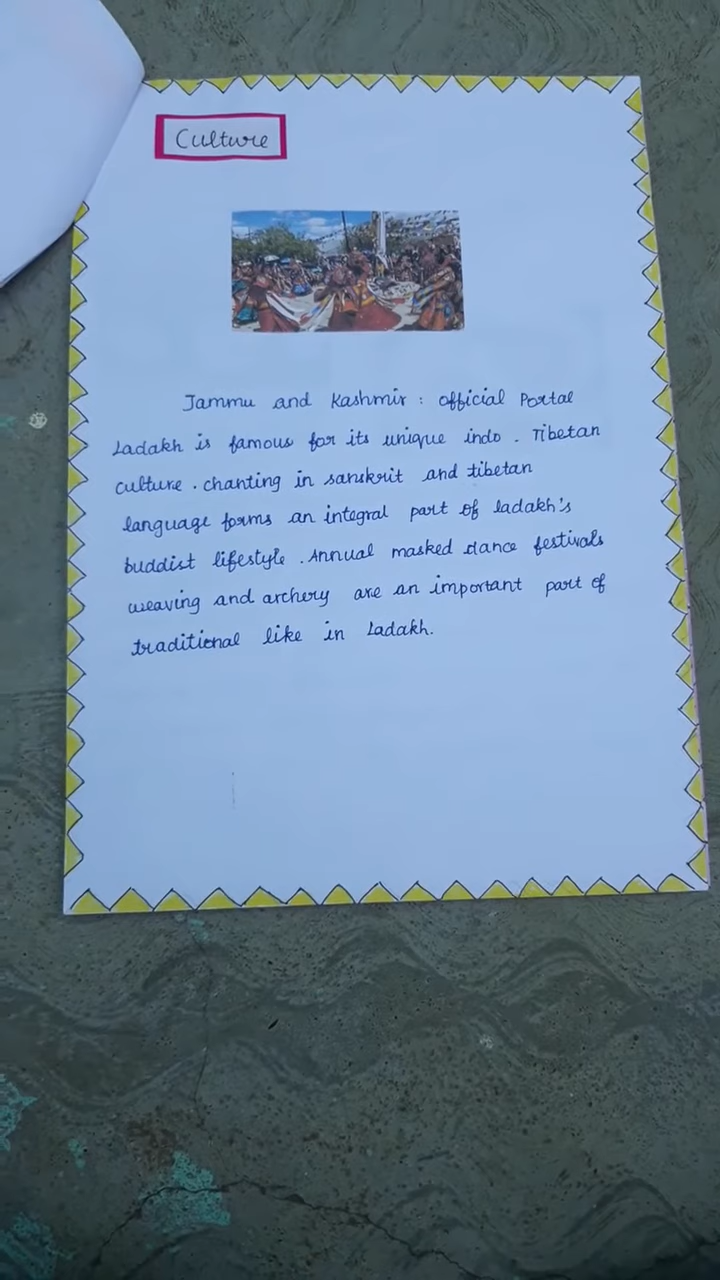 Culture
Jammu and Kashmir : official Portal
Ladakh is famous for its unique indo . Tibetan
culture . chanting in sanskrit and tibetan
language forms an integral part of ladakh's
buddist lifestyle . Annual masked dance festivals
weaving and archery are an important part of
traditional like in Ladakh.